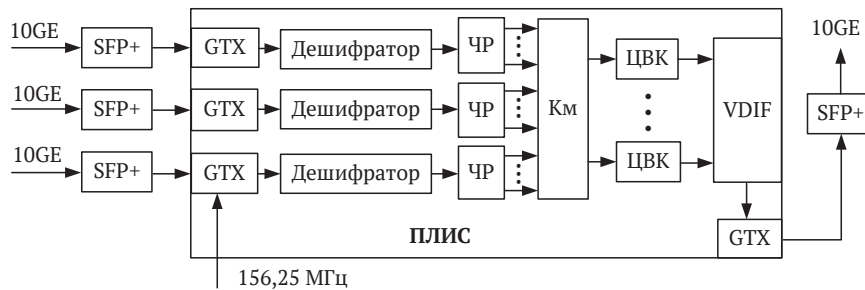 10GE
SFP+
GTX
Дешифратор
ЧР
10GE
SFP+
GTX
Дешифратор
ЧР
10GE
SFP+
GTX
Дешифратор
ЧР
Км
ЦВК
ЦВК
VDIF
GTX
ПЛИС
10GE
SFP+
156,25 МГц